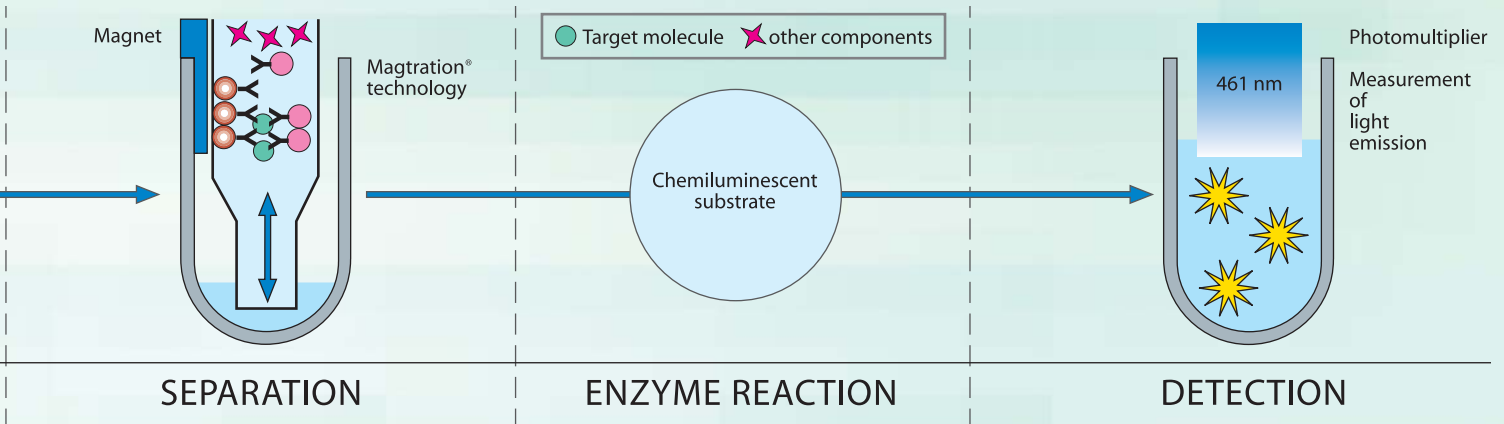 Magnet
Magtration®
technology
Target molecule
other components
Chemiluminescent
substrate
461 nm
Photomultiplier
Measurement
of
light
emission
SEPARATION
ENZYME REACTION
DETECTION